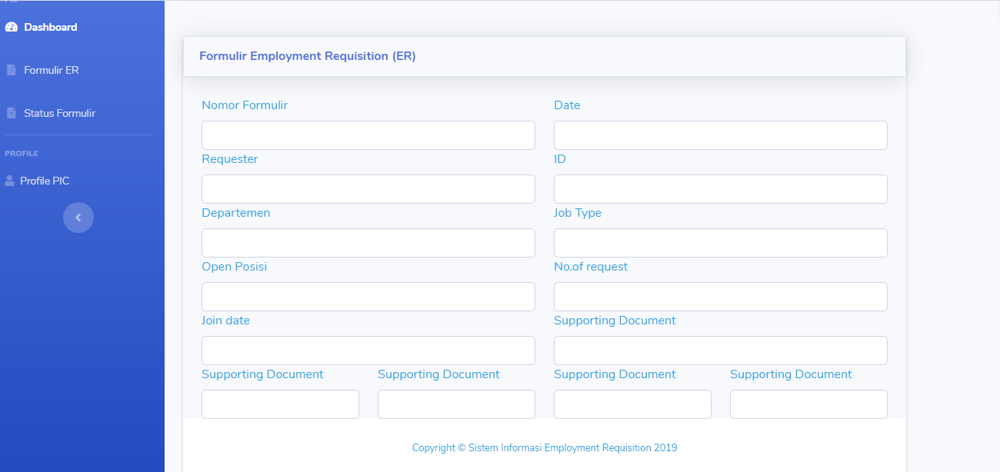 Dashboard
Formulir ER
Status Formulir
PROFILE
Profile PIC
Formulir Employment Requisition (ER)
Nomor Formulir
Date
Requester
ID
Departemen
Job Type
Open Posisi
No.of request
Join date
Supporting Document
Supporting Document
Supporting Document
Supporting Document
Supporting Document
Copyright © Sistem Informasi Employment Requisition 2019